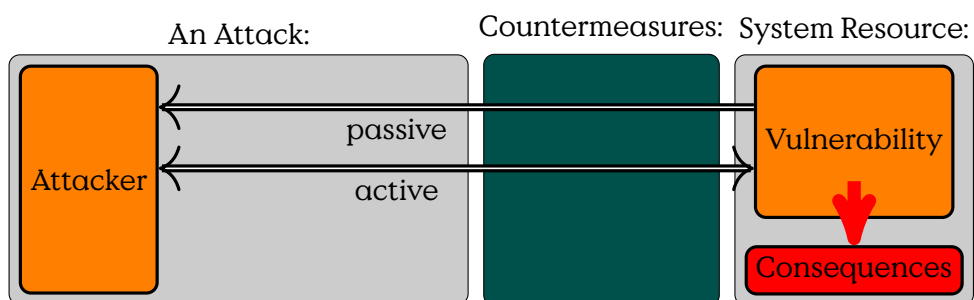 An Attack:
Countermeasures:
System Resource:
passive
Vulnerability
Attacker
active
Consequences